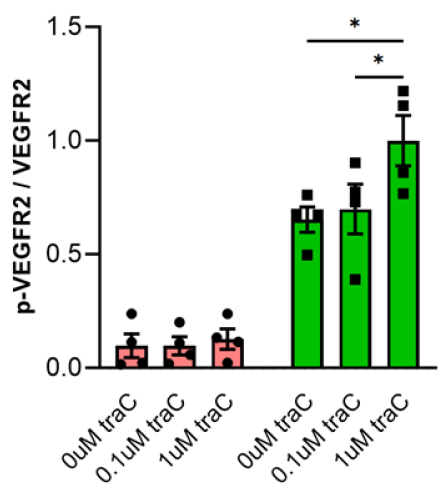 p-VEGFR2 / VEGFR2
1.5
1.0
0.5
0.0
*
*
0uM traC
0.1uM traC
1uM traC
0uM traC
0.1uM traC
1uM traC